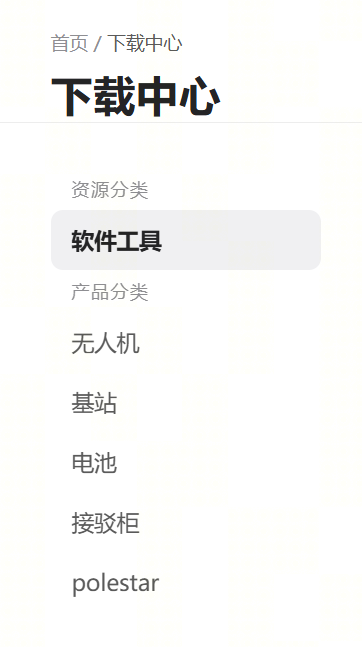 首页 / 下载中心
下载中心
资源分类
软件工具
产品分类
无人机
基站
电池
接驳柜
polestar